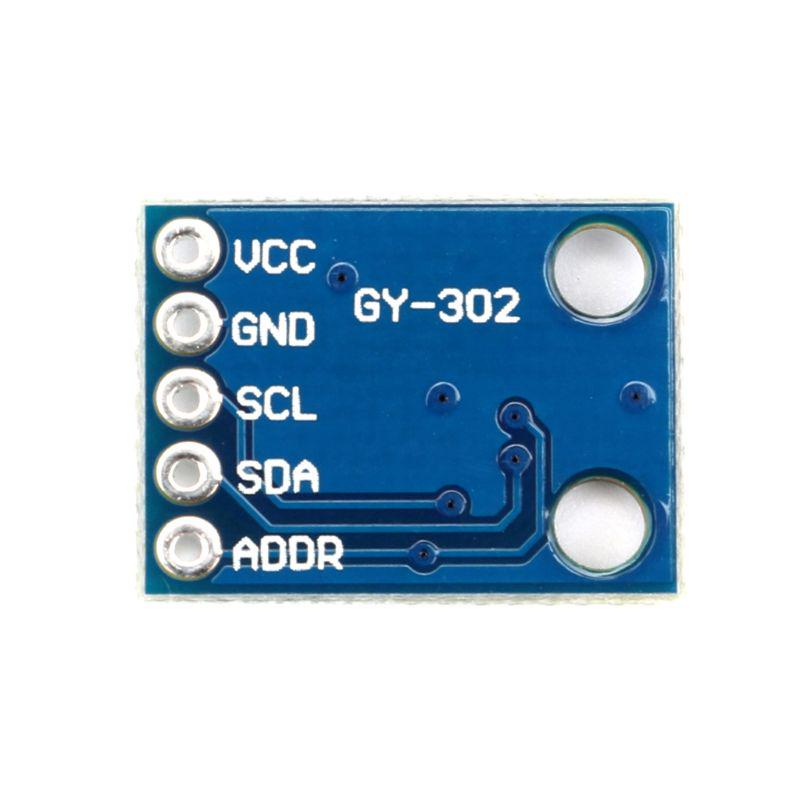 VCC
GY-302
GND
SCL
SDA
ADDR